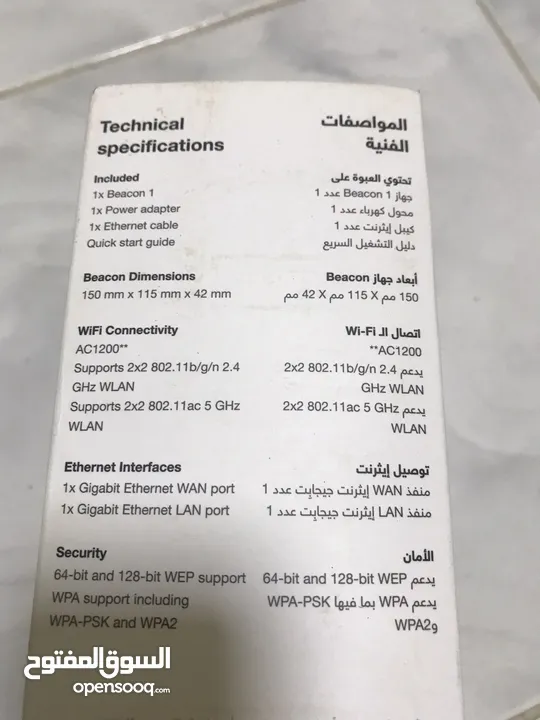 Technical
specifications
Included
1x Beacon 1
1x Power adapter
1x Ethernet cable
Quick start guide
Beacon Dimensions
150 mm x 115 mm x 42 mm
WiFi Connectivity
AC1200**
Supports 2x2 802.11b/g/n 2.4
GHz WLAN
Supports 2x2 802.11ac 5 GHz
WLAN
Ethernet Interfaces
1x Gigabit Ethernet WAN port
1x Gigabit Ethernet LAN port
Security
64-bit and 128-bit WEP support
WPA support including
WPA-PSK and WPA2
المواصفات
الفنية
تحتوي العبوة على
جهاز Beacon 1 عدد 1
محول كهرباء عدد 1
كيبل إيثرنت عدد 1
دليل التشغيل السريع
أبعاد جهاز Beacon
150 مم X 115 مم X 42 مم
اتصال الـ Wi-Fi
AC1200**
يدعم 2x2 802.11b/g/n 2.4
GHz WLAN
يدعم 2x2 802.11ac 5 GHz
WLAN
توصيل إيثرنت
منفذ WAN إيثرنت جيجابِت عدد 1
منفذ LAN إيثرنت جيجابِت عدد 1
الأمان
يدعم 64-bit and 128-bit WEP
يدعم WPA بما فيها WPA-PSK
وWPA2
السوق المفتوح
opensooq.com